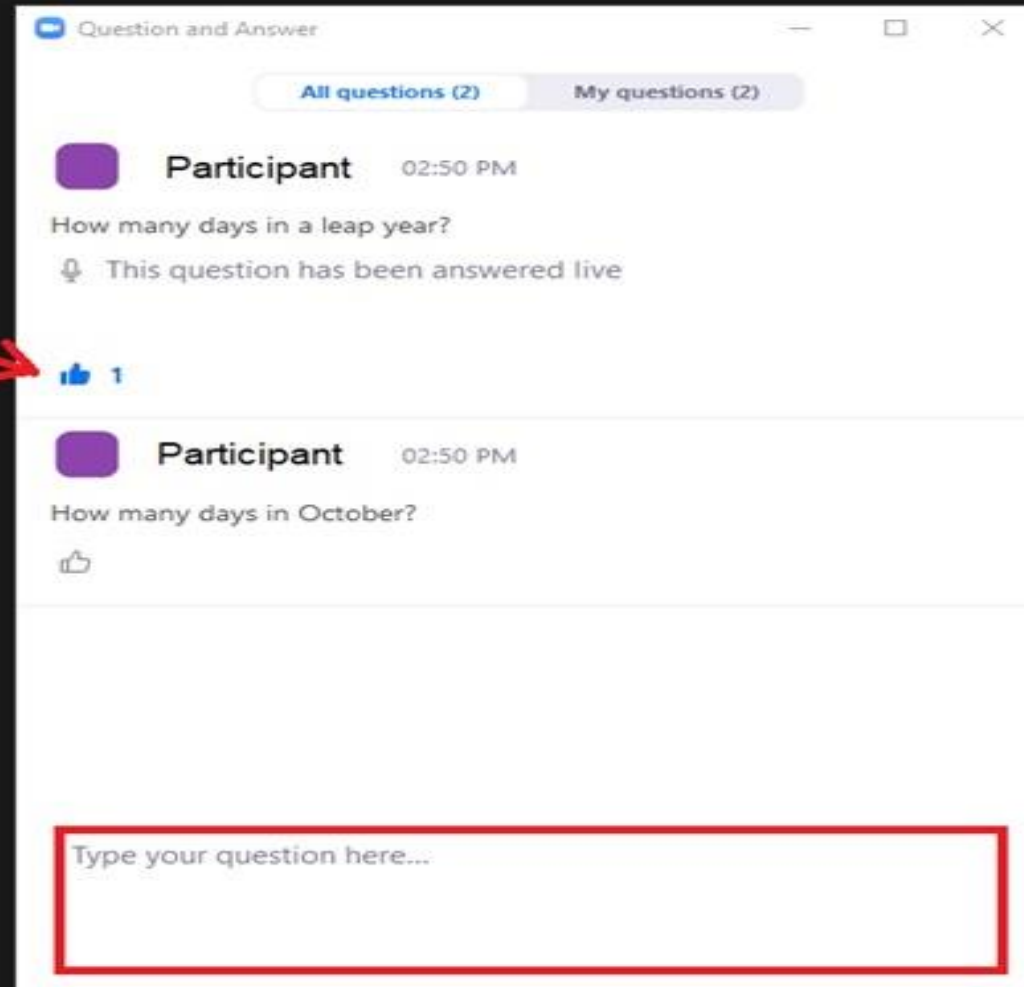 Question and Answer
All questions (2) My questions (2)
Participant 02:50 PM
How many days in a leap year?
This question has been answered live
1
Participant 02:50 PM
How many days in October?
Type your question here...